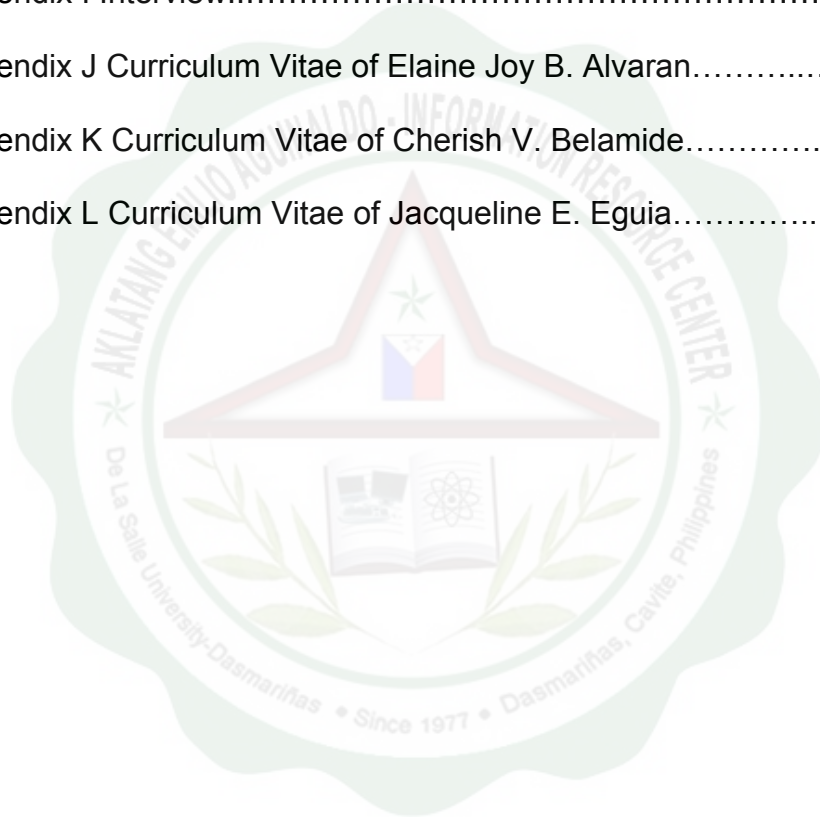 endix I Interview..……………………………………………………………
endix J Curriculum Vitae of Elaine Joy B. Alvaran………..…
endix K Curriculum Vitae of Cherish V. Belamide………….
endix L Curriculum Vitae of Jacqueline E. Eguia…………..
AKLATANG EMILIO AGUINALDO - INFORMATION RESOURCE CENTER
De La Salle University-Dasmariñas • Since 1977 • Dasmariñas, Cavite, Philippines